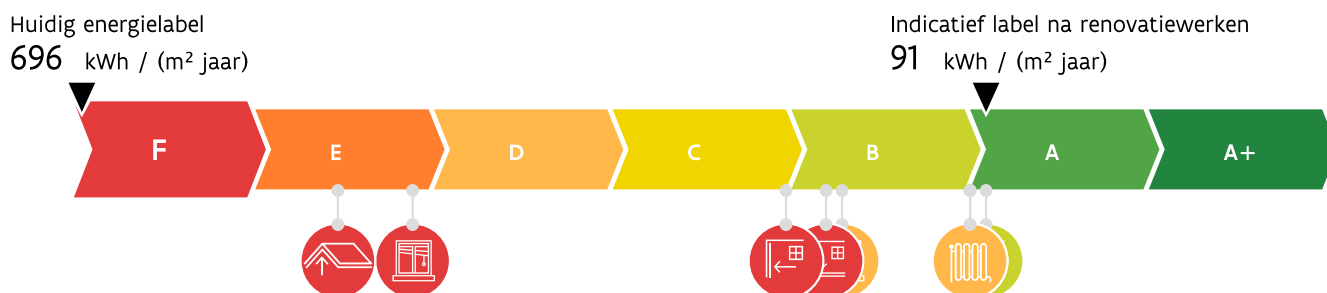 Huidig energielabel
696 kWh / (m² jaar)
Indicatief label na renovatiewerken
91 kWh / (m² jaar)
F E D C B A A+